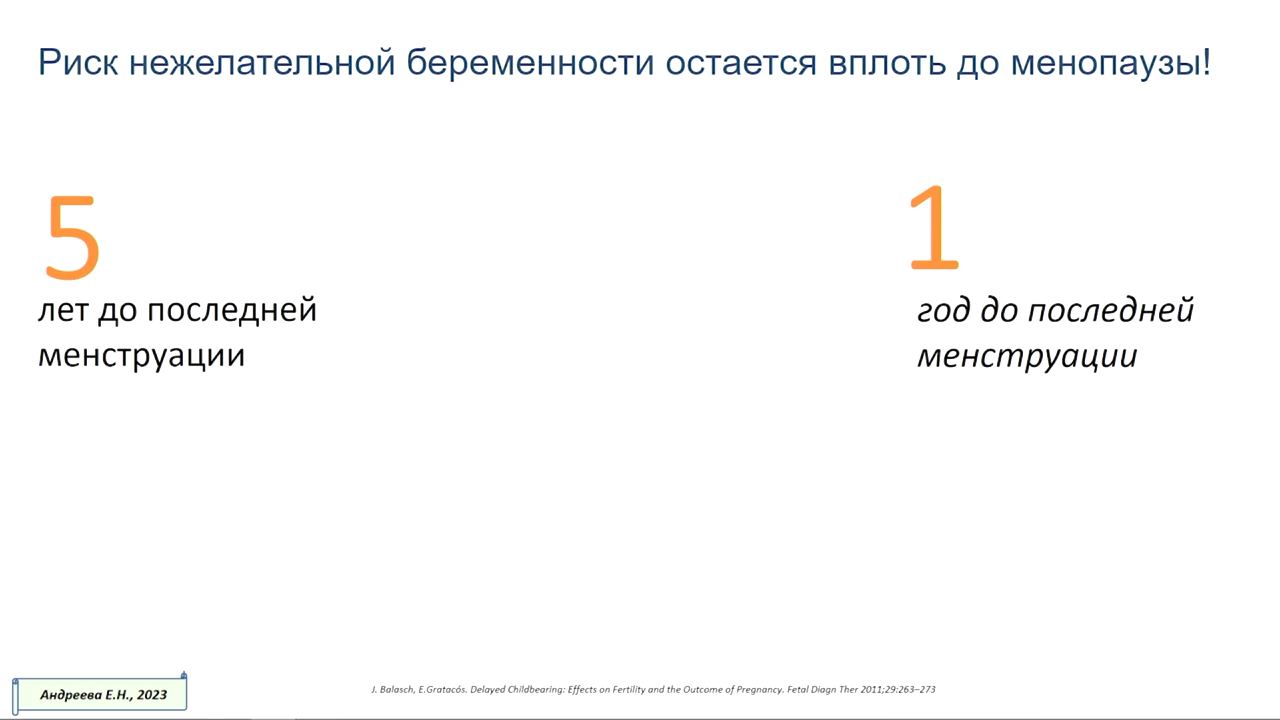 Риск нежелательной беременности остается вплоть до менопаузы!
5
лет до последней
менструации
1
год до последней
менструации
Андреева Е.Н., 2023
J. Balasch, E.Gratacós. Delayed Childbearing: Effects on Fertility and the Outcome of Pregnancy. Fetal Diagn Ther 2011;29:263–273